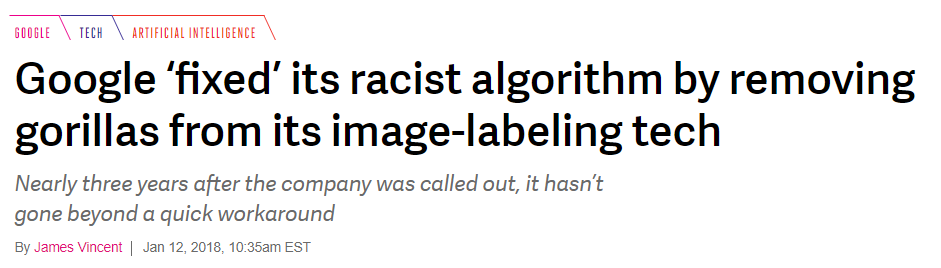 GOOGLE TECH ARTIFICIAL INTELLIGENCE
Google ‘fixed’ its racist algorithm by removing
gorillas from its image-labeling tech
Nearly three years after the company was called out, it hasn’t
gone beyond a quick workaround
By James Vincent | Jan 12, 2018, 10:35am EST